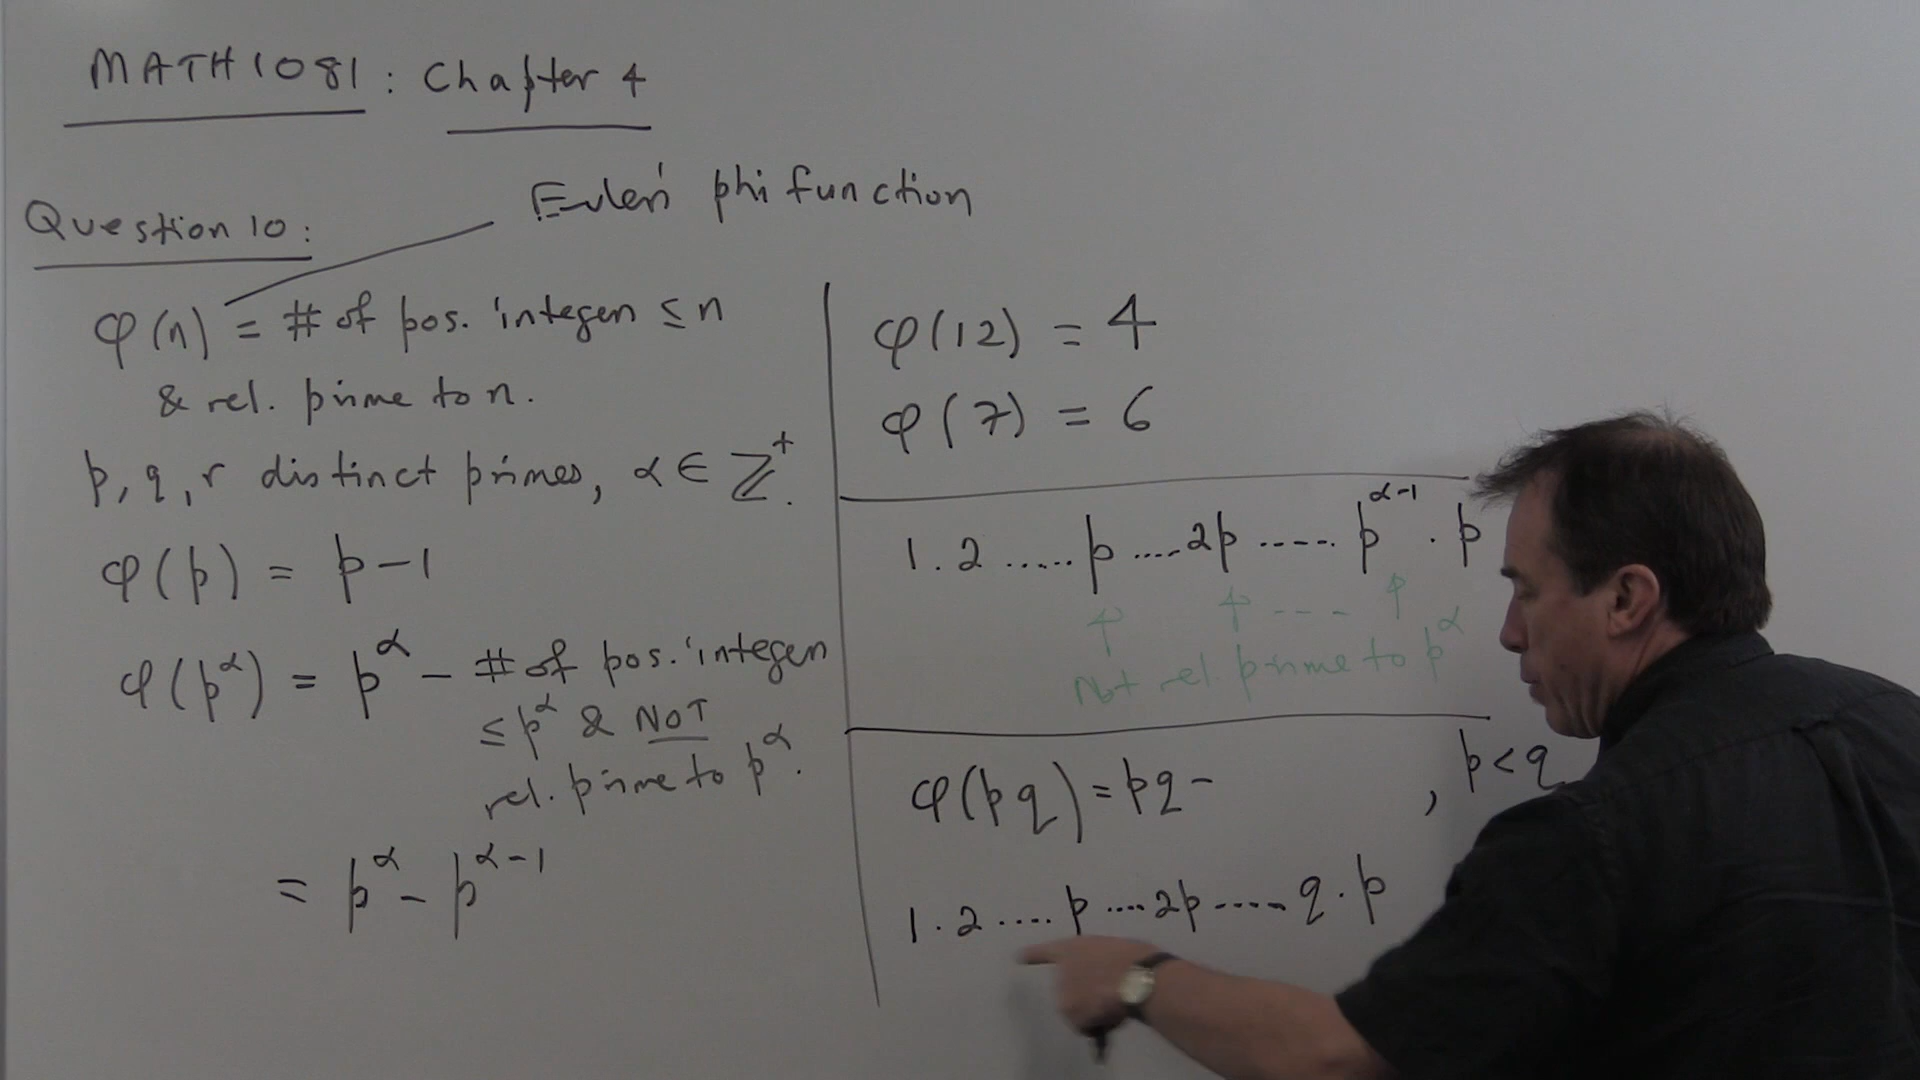 MATH1081: Chapter 4
Euler's phi function
Question 10:
φ(n) = # of pos. integers ≤ n
& rel. prime to n.
p, q, r distinct primes, α ∈ ℤ⁺.
φ(p) = p-1
φ(p^α) = p^α - # of pos. integers
≤ p^α & NOT
rel. prime to p^α.
= p^α - p^(α-1)
φ(12) = 4
φ(7) = 6
1.2.....p....2p.....p^(α-1).p
↑ ↑ --- ↑
Not rel. prime to p^α
φ(pq) = pq - , p<q
1.2....p....2p.....q.p